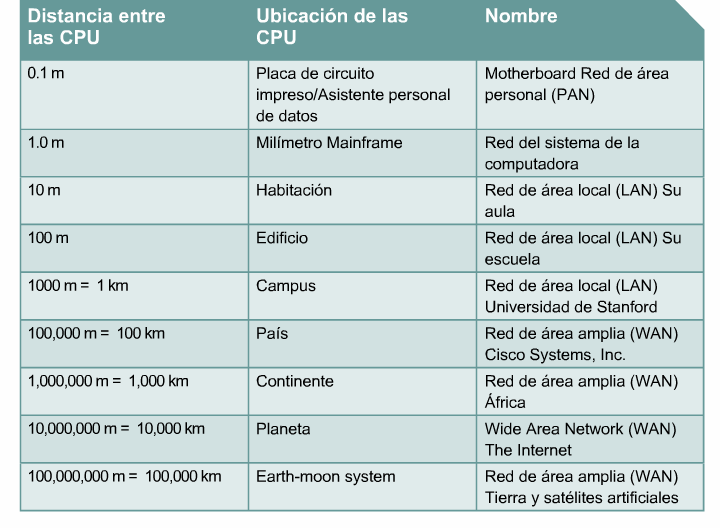 Distancia entre
las CPU
Ubicación de las
CPU
Nombre
0.1 m
Placa de circuito
impreso/Asistente personal
de datos
Motherboard Red de área
personal (PAN)
1.0 m
Milímetro Mainframe
Red del sistema de la
computadora
10 m
Habitación
Red de área local (LAN) Su
aula
100 m
Edificio
Red de área local (LAN) Su
escuela
1000 m = 1 km
Campus
Red de área local (LAN)
Universidad de Stanford
100,000 m = 100 km
País
Red de área amplia (WAN)
Cisco Systems, Inc.
1,000,000 m = 1,000 km
Continente
Red de área amplia (WAN)
África
10,000,000 m = 10,000 km
Planeta
Wide Area Network (WAN)
The Internet
100,000,000 m = 100,000 km
Earth-moon system
Red de área amplia (WAN)
Tierra y satélites artificiales